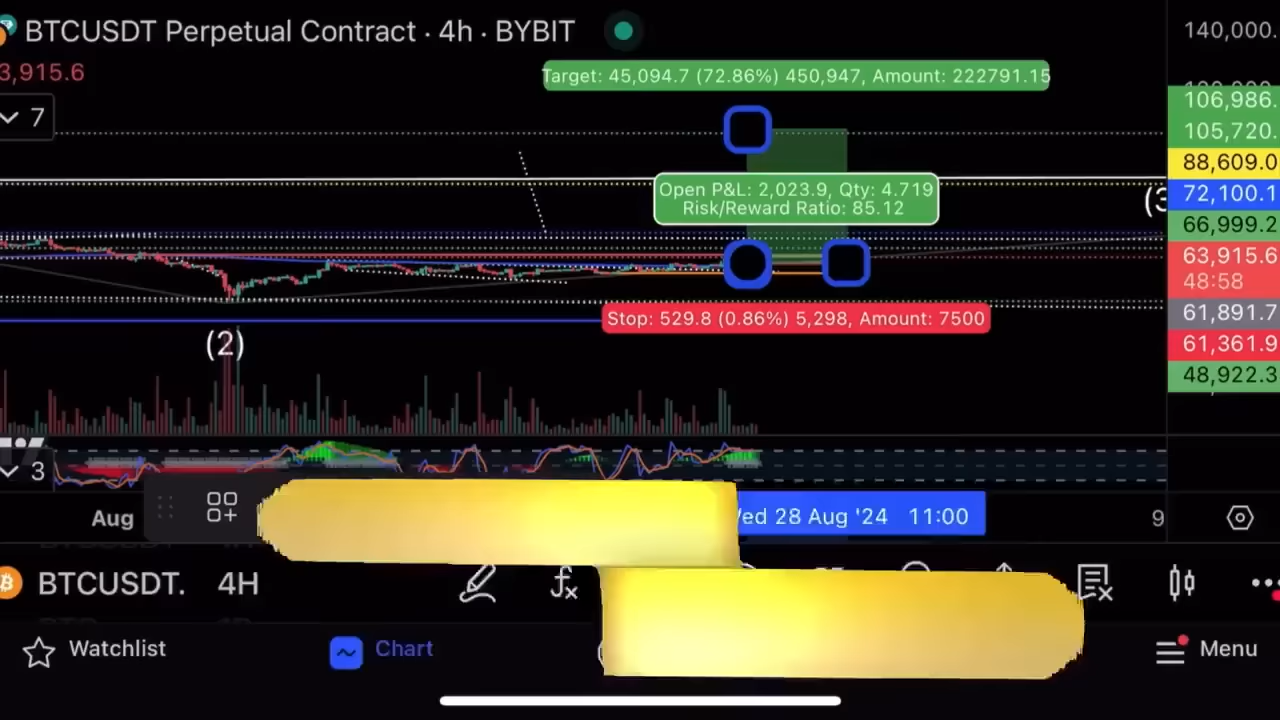 BTCUSDT Perpetual Contract · 4h · BYBIT
140,000.
3,915.6
Target: 45,094.7 (72.86%) 450,947, Amount: 222791.15
106,986.
7
105,720.
88,609.0
Open P&L: 2,023.9, Qty: 4.719
Risk/Reward Ratio: 85.12
72,100.1
(3
66,999.2
63,915.6
48:58
61,891.7
Stop: 529.8 (0.86%) 5,298, Amount: 7500
61,361.9
(2)
48,922.3
3
Aug
Wed 28 Aug '24 11:00
9
BTCUSDT. 4H
Watchlist
Chart
Menu